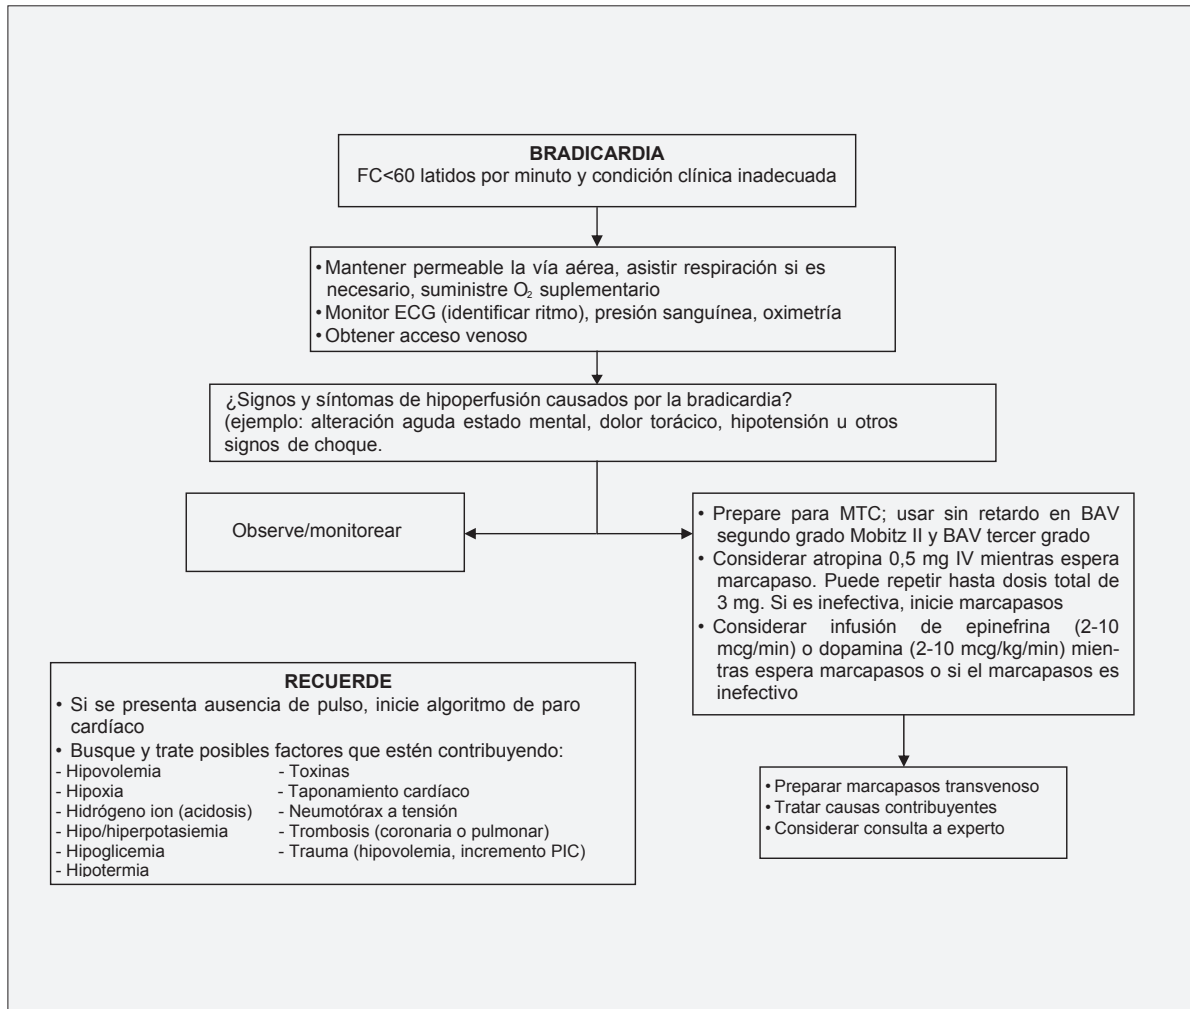 BRADICARDIA
FC<60 latidos por minuto y condición clínica inadecuada
• Mantener permeable la vía aérea, asistir respiración si es
necesario, suministre O₂ suplementario
• Monitor ECG (identificar ritmo), presión sanguínea, oximetría
• Obtener acceso venoso
¿Signos y síntomas de hipoperfusión causados por la bradicardia?
(ejemplo: alteración aguda estado mental, dolor torácico, hipotensión u otros
signos de choque.
Observe/monitorear
• Prepare para MTC; usar sin retardo en BAV
segundo grado Mobitz II y BAV tercer grado
• Considerar atropina 0,5 mg IV mientras espera
marcapaso. Puede repetir hasta dosis total de
3 mg. Si es inefectiva, inicie marcapasos
• Considerar infusión de epinefrina (2-10
mcg/min) o dopamina (2-10 mcg/kg/min) mien-
tras espera marcapasos o si el marcapasos es
inefectivo
RECUERDE
• Si se presenta ausencia de pulso, inicie algoritmo de paro
cardíaco
• Busque y trate posibles factores que estén contribuyendo:
- Hipovolemia
- Hipoxia
- Hidrógeno ion (acidosis)
- Hipo/hiperpotasiemia
- Hipoglicemia
- Hipotermia
- Toxinas
- Taponamiento cardíaco
- Neumotórax a tensión
- Trombosis (coronaria o pulmonar)
- Trauma (hipovolemia, incremento PIC)
• Preparar marcapasos transvenoso
• Tratar causas contribuyentes
• Considerar consulta a experto